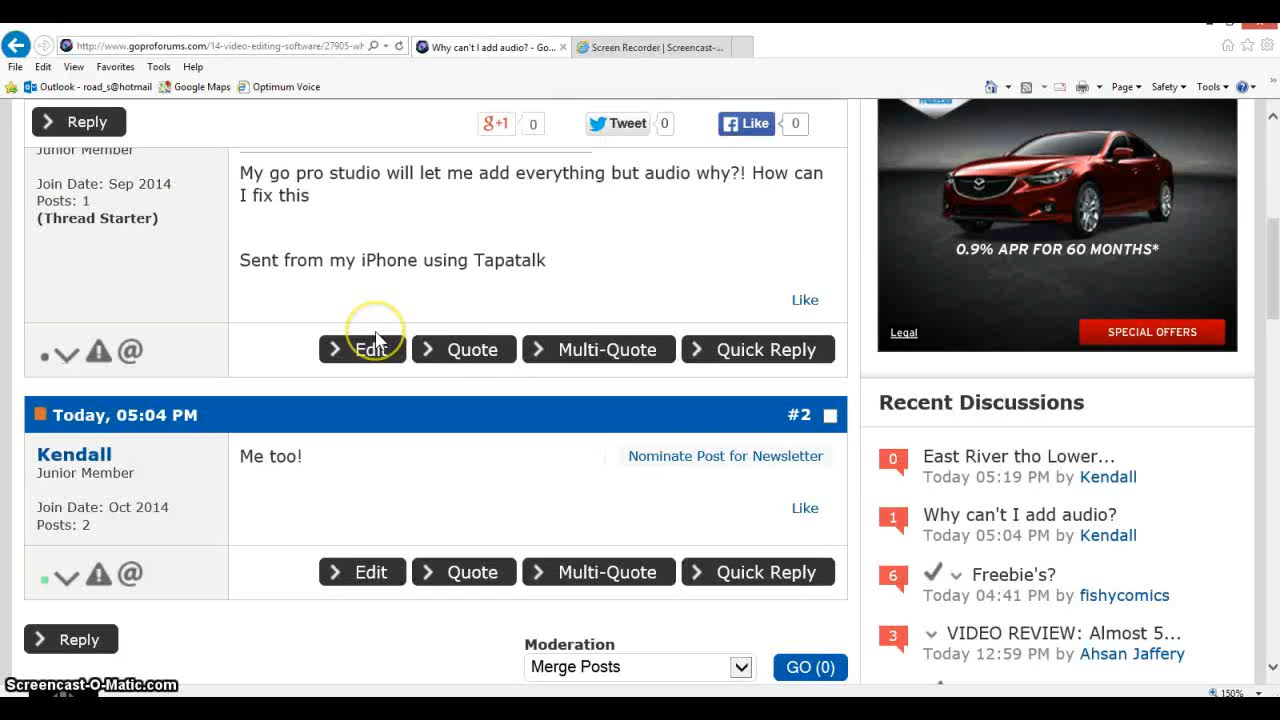 http://www.goproforums.com/14-video-editing-software/27905-wh
Why can't I add audio? - Go...
Screen Recorder | Screencast-...
File Edit View Favorites Tools Help
Outlook - road_s@hotmail Google Maps Optimum Voice
Page Safety Tools
Reply
g+1 0
Tweet 0
Like 0
Junior Member
Join Date: Sep 2014
Posts: 1
(Thread Starter)
My go pro studio will let me add everything but audio why?! How can
I fix this
Sent from my iPhone using Tapatalk
Like
Edit Quote Multi-Quote Quick Reply
Today, 05:04 PM #2
Kendall
Junior Member
Join Date: Oct 2014
Posts: 2
Me too!
Nominate Post for Newsletter
Like
Edit Quote Multi-Quote Quick Reply
Reply
Moderation
Merge Posts
GO (0)
0.9% APR FOR 60 MONTHS*
Legal
SPECIAL OFFERS
Recent Discussions
0 East River tho Lower...
Today 05:19 PM by Kendall
1 Why can't I add audio?
Today 05:04 PM by Kendall
6 Freebie's?
Today 04:41 PM by fishycomics
3 VIDEO REVIEW: Almost 5...
Today 12:59 PM by Ahsan Jaffery
Screencast-O-Matic.com
150%